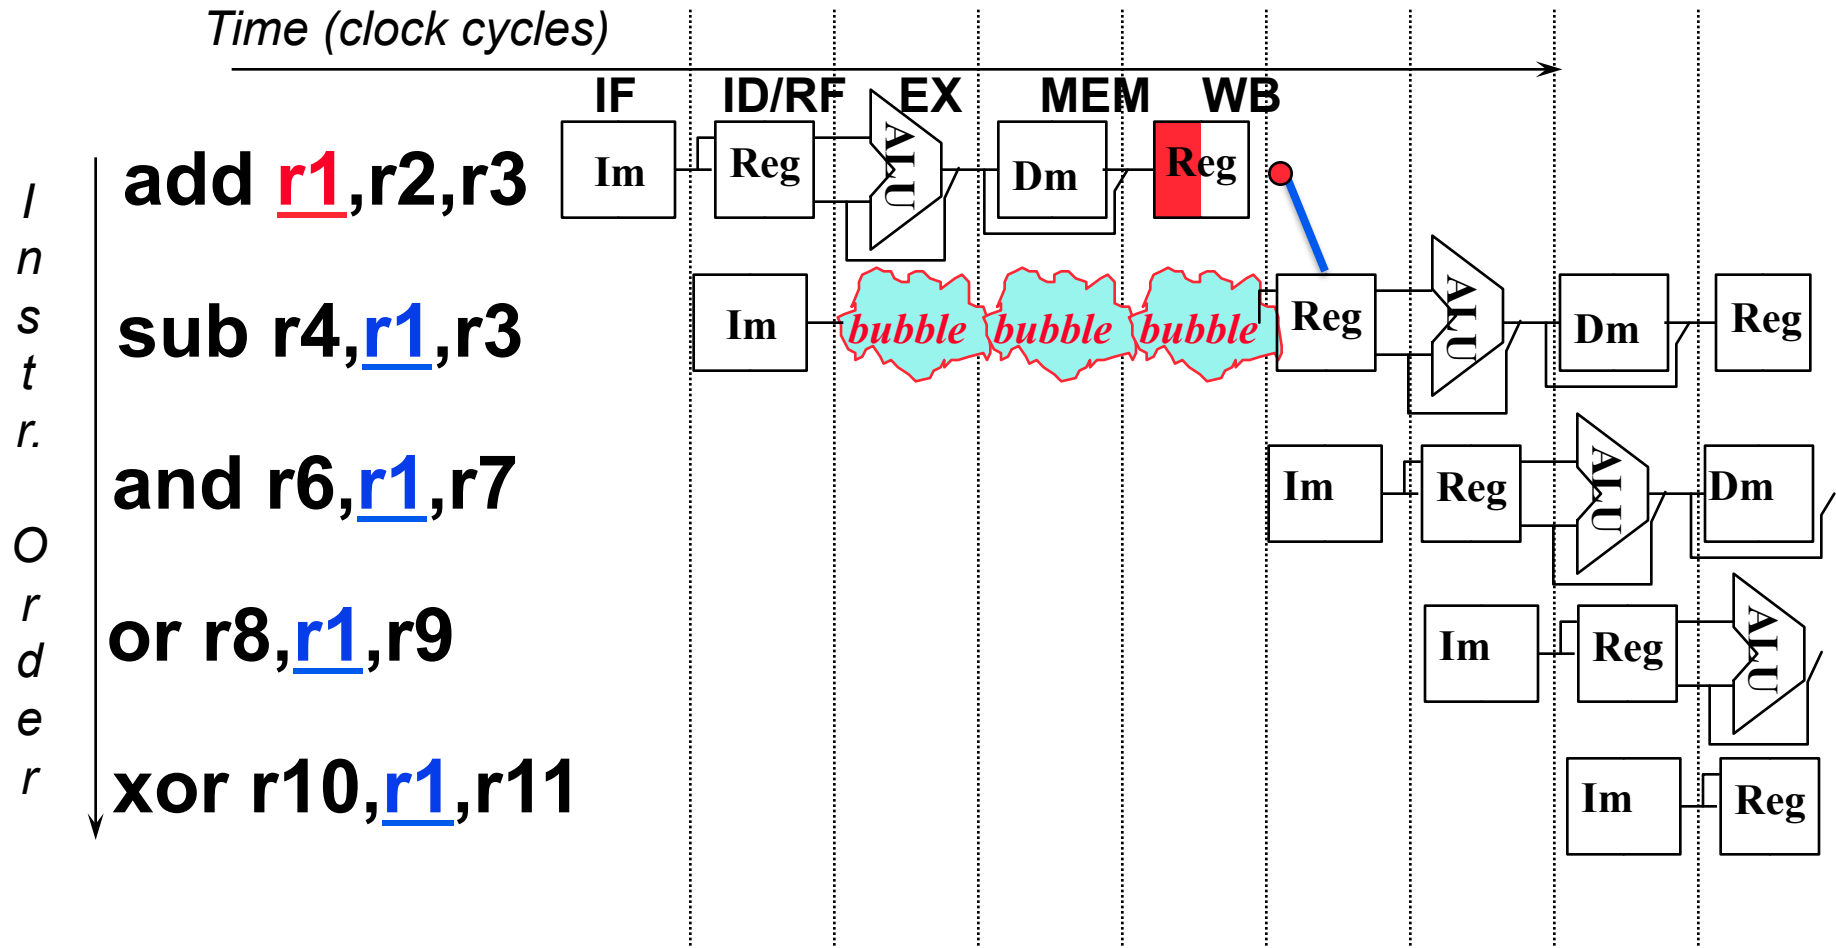 Time (clock cycles)
IF ID/RF EX MEM WB
Instr. Order
add r1,r2,r3
Im Reg ALU Dm Reg
sub r4,r1,r3
Im bubble bubble bubble Reg ALU Dm Reg
and r6,r1,r7
Im Reg ALU Dm
or r8,r1,r9
Im Reg ALU
xor r10,r1,r11
Im Reg